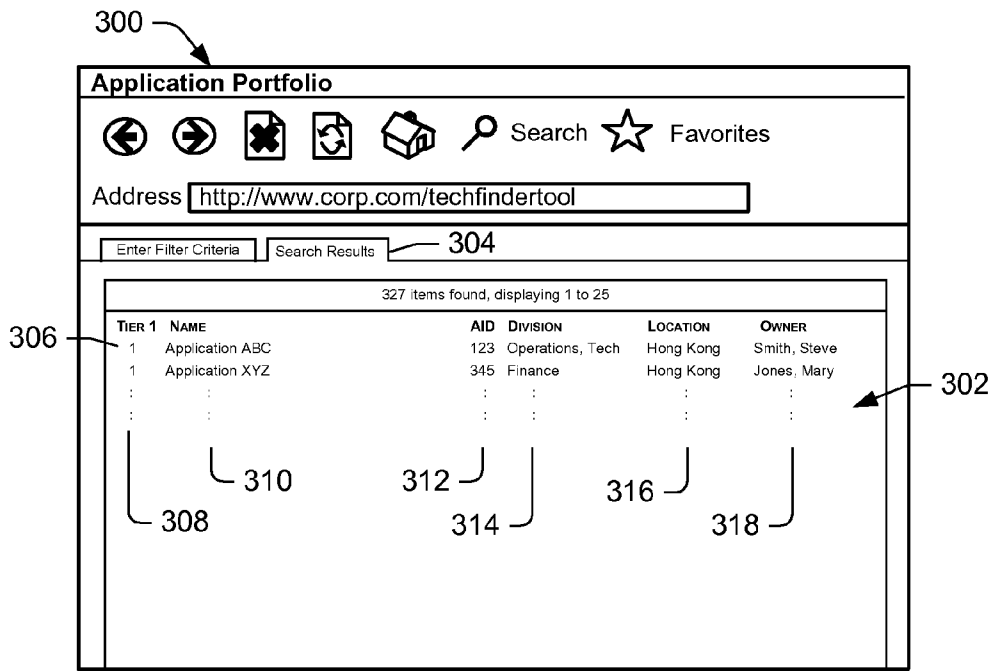 300
Application Portfolio
Search Favorites
Address http://www.corp.com/techfindertool
Enter Filter Criteria Search Results 304
327 items found, displaying 1 to 25
TIER 1 NAME AID DIVISION LOCATION OWNER
306 1 Application ABC 123 Operations, Tech Hong Kong Smith, Steve
1 Application XYZ 345 Finance Hong Kong Jones, Mary
302
310 312 316
308 314 318